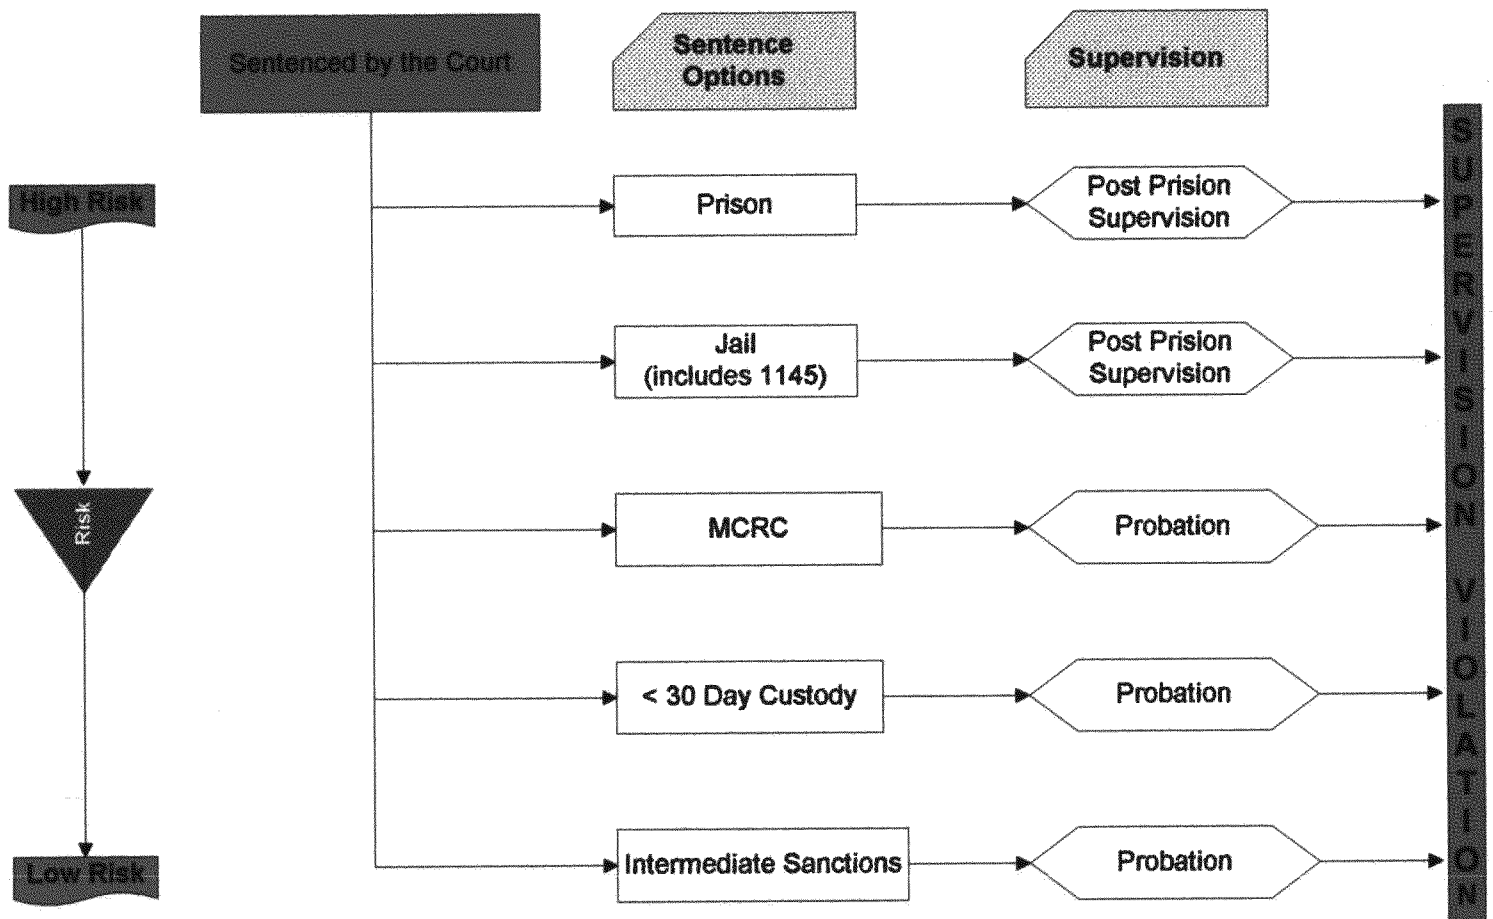 Sentenced by the Court
Sentence
Options
Supervision
High Risk
Risk
Low Risk
Prison
Post Prision
Supervision
Jail
(includes 1145)
Post Prision
Supervision
MCRC
Probation
< 30 Day Custody
Probation
Intermediate Sanctions
Probation
SUPERVISION VIOLATION